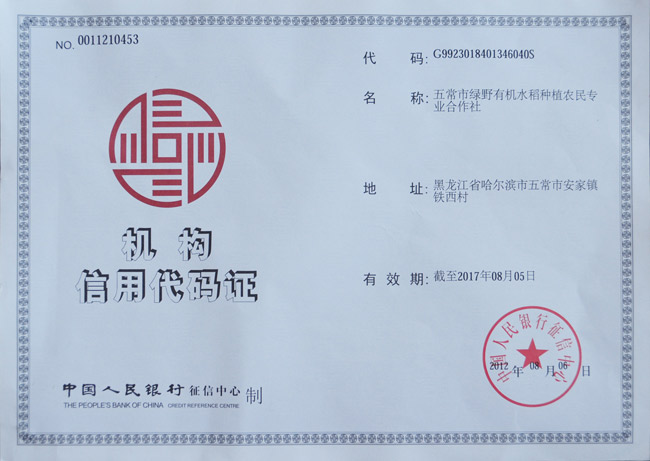 NO. 0011210453
代 码: G9923018401346040S
名 称: 五常市绿野有机水稻种植农民专
业合作社
地 址: 黑龙江省哈尔滨市五常市安家镇
铁西村
机 构
信用代码证
有 效 期: 截至2017年08月05日
中国人民银行征信中心
2012 年 08 月 06 日
中国人民银行 征信中心 制
THE PEOPLE'S BANK OF CHINA CREDIT REFERENCE CENTRE